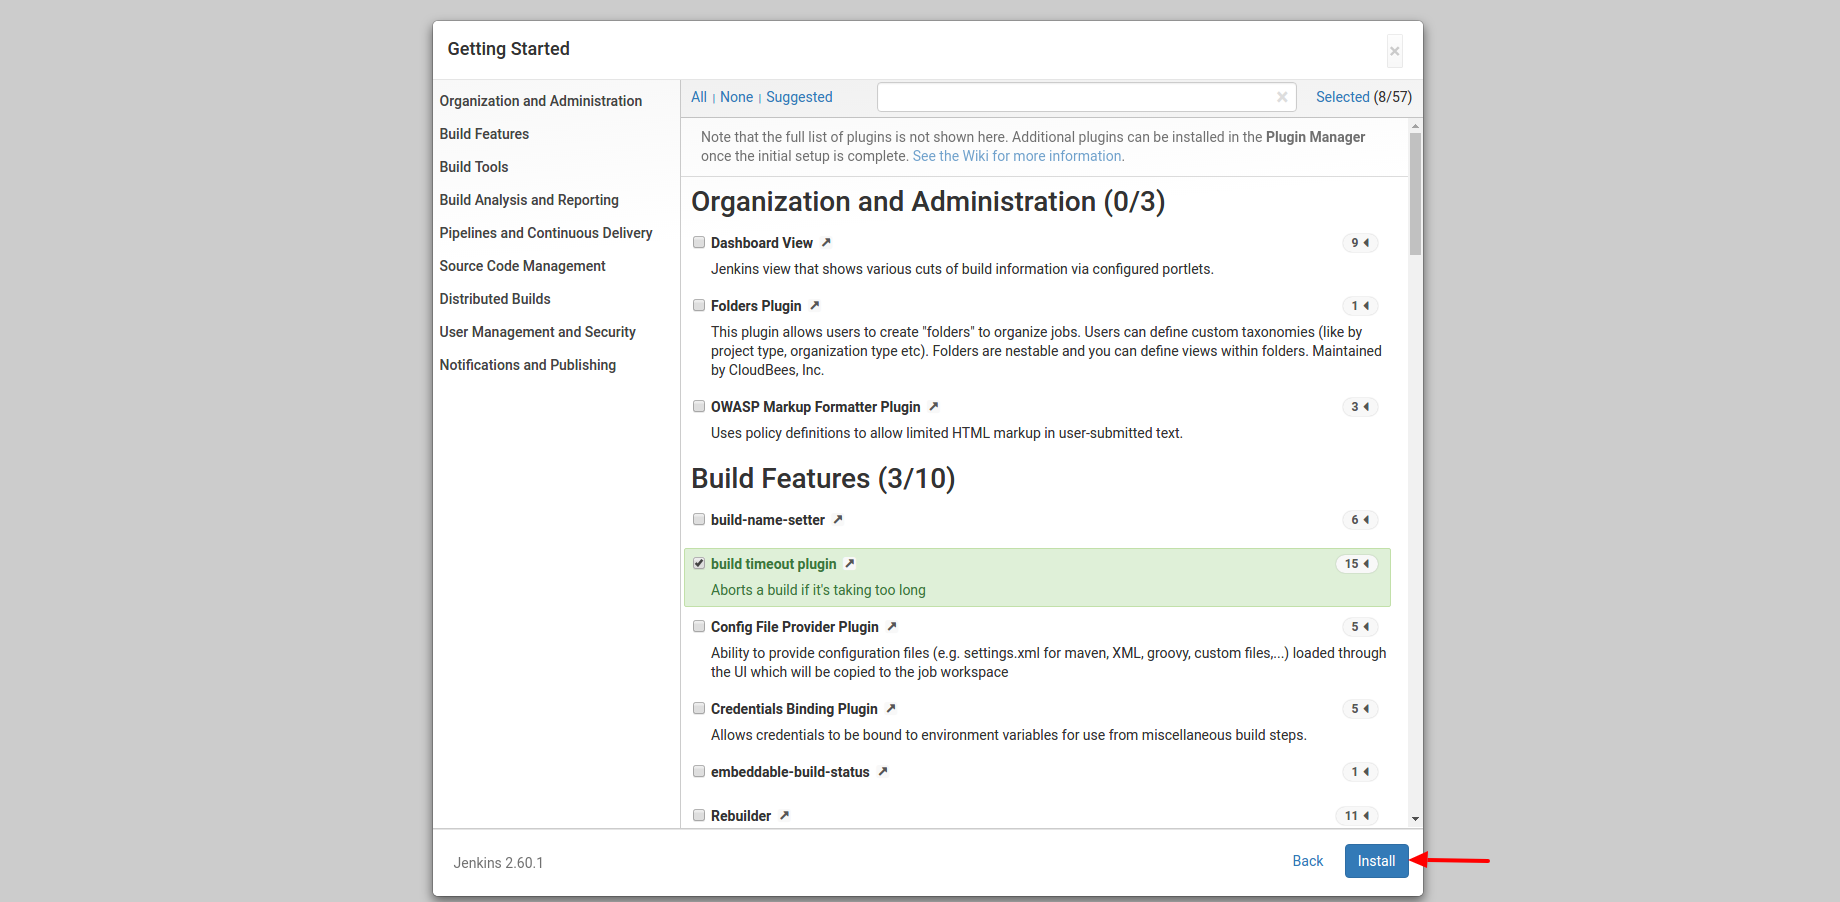 Getting Started
×
Organization and Administration
Build Features
Build Tools
Build Analysis and Reporting
Pipelines and Continuous Delivery
Source Code Management
Distributed Builds
User Management and Security
Notifications and Publishing
All | None | Suggested
×
Selected (8/57)
Note that the full list of plugins is not shown here. Additional plugins can be installed in the Plugin Manager
once the initial setup is complete. See the Wiki for more information.
Organization and Administration (0/3)
Dashboard View 9
Jenkins view that shows various cuts of build information via configured portlets.
Folders Plugin 1
This plugin allows users to create "folders" to organize jobs. Users can define custom taxonomies (like by
project type, organization type etc). Folders are nestable and you can define views within folders. Maintained
by CloudBees, Inc.
OWASP Markup Formatter Plugin 3
Uses policy definitions to allow limited HTML markup in user-submitted text.
Build Features (3/10)
build-name-setter 6
build timeout plugin 15
Aborts a build if it's taking too long
Config File Provider Plugin 5
Ability to provide configuration files (e.g. settings.xml for maven, XML, groovy, custom files,...) loaded through
the UI which will be copied to the job workspace
Credentials Binding Plugin 5
Allows credentials to be bound to environment variables for use from miscellaneous build steps.
embeddable-build-status 1
Rebuilder 11
Jenkins 2.60.1
Back
Install